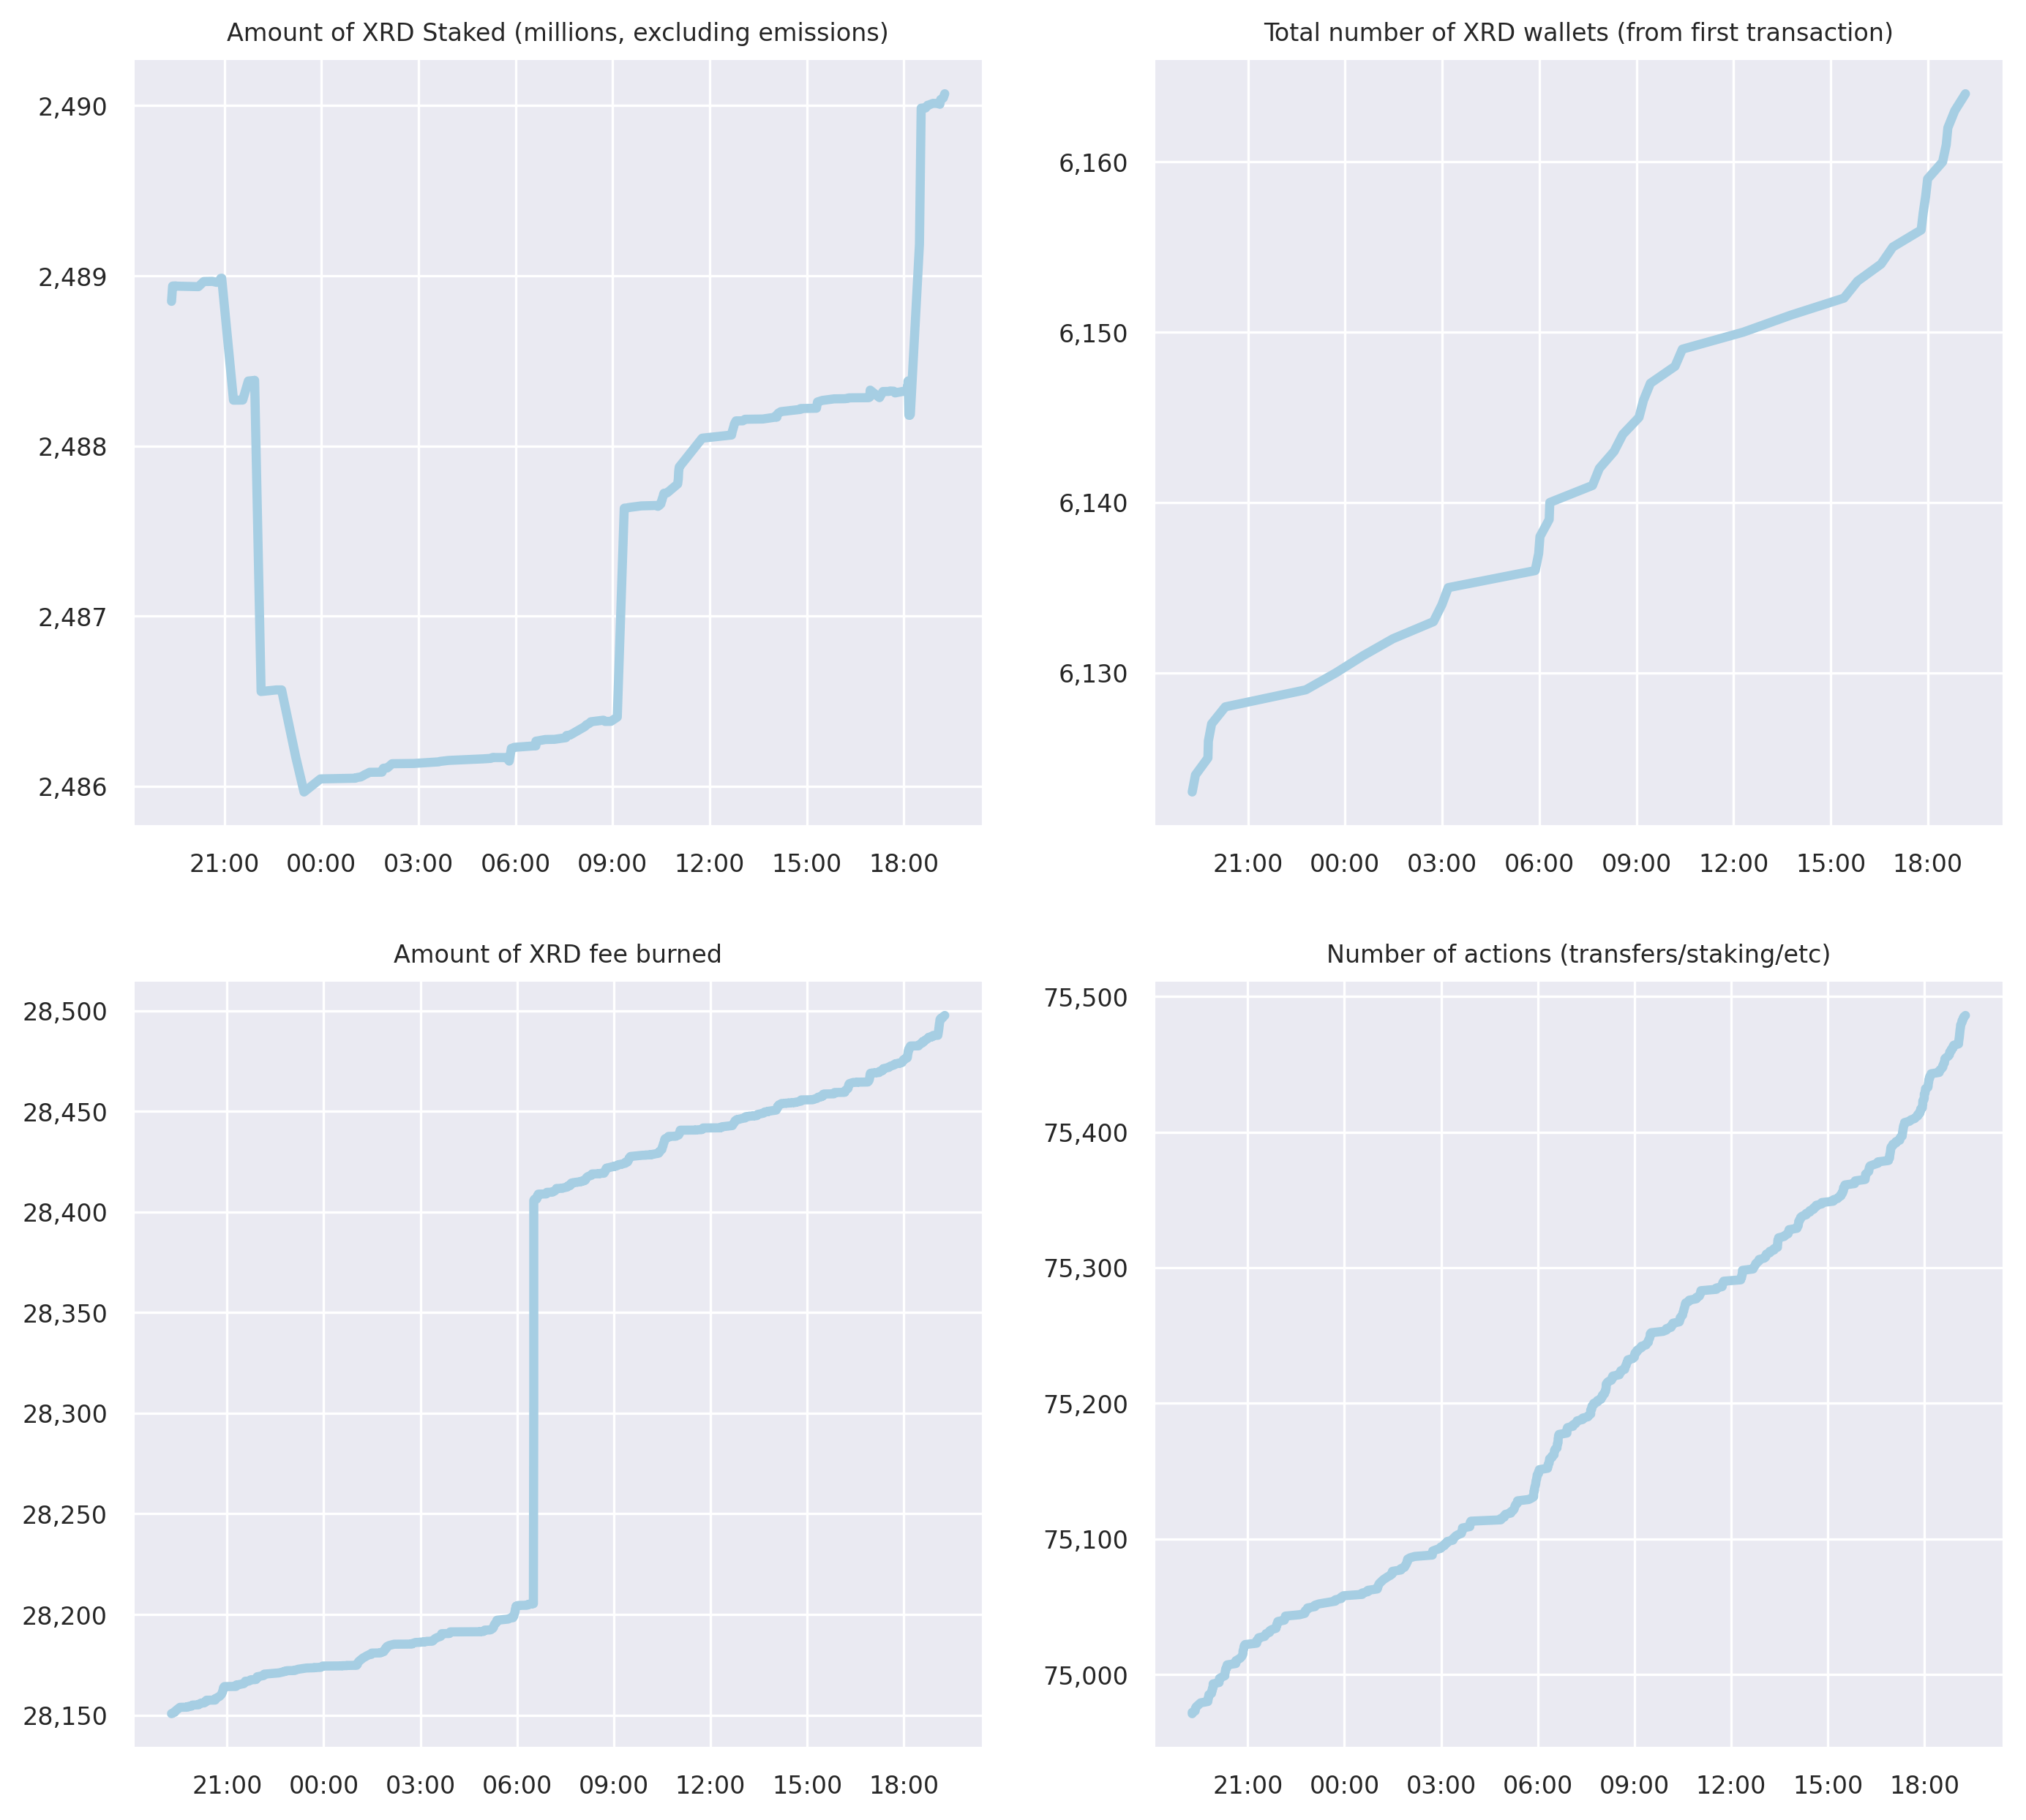 Amount of XRD Staked (millions, excluding emissions)
2,490
2,489
2,488
2,487
2,486
21:00 00:00 03:00 06:00 09:00 12:00 15:00 18:00
Total number of XRD wallets (from first transaction)
6,160
6,150
6,140
6,130
21:00 00:00 03:00 06:00 09:00 12:00 15:00 18:00
Amount of XRD fee burned
28,500
28,450
28,400
28,350
28,300
28,250
28,200
28,150
21:00 00:00 03:00 06:00 09:00 12:00 15:00 18:00
Number of actions (transfers/staking/etc)
75,500
75,400
75,300
75,200
75,100
75,000
21:00 00:00 03:00 06:00 09:00 12:00 15:00 18:00